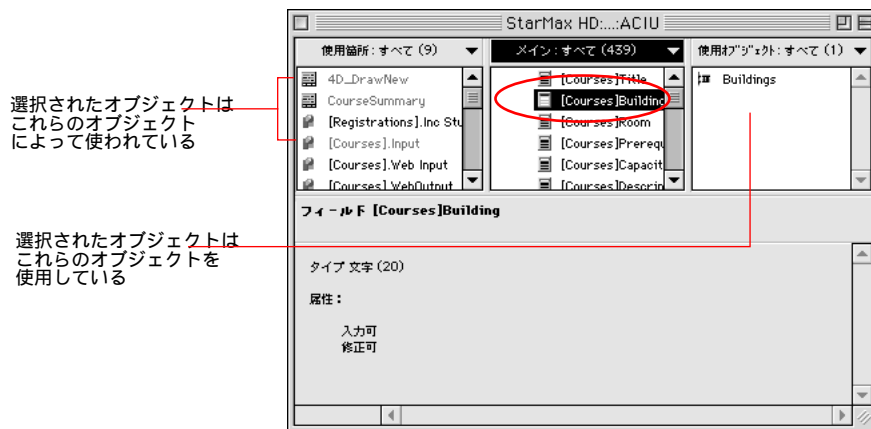 StarMax HD:...:ACIU
使用箇所: すべて (9)
メイン: すべて (439)
使用ｵﾌﾞｼﾞｪｸﾄ: すべて (1)
4D_DrawNew
CourseSummary
[Registrations].Inc Stu
[Courses].Input
[Courses].Web Input
[Courses].WebOutput
[Courses]Title
[Courses]Building
[Courses]Room
[Courses]Prerequ
[Courses]Capacit
[Courses]Descrip
Buildings
選択されたオブジェクトは
これらのオブジェクト
によって使われている
フィールド [Courses]Building
選択されたオブジェクトは
これらのオブジェクトを
使用している
タイプ 文字 (20)
属性：
入力可
修正可